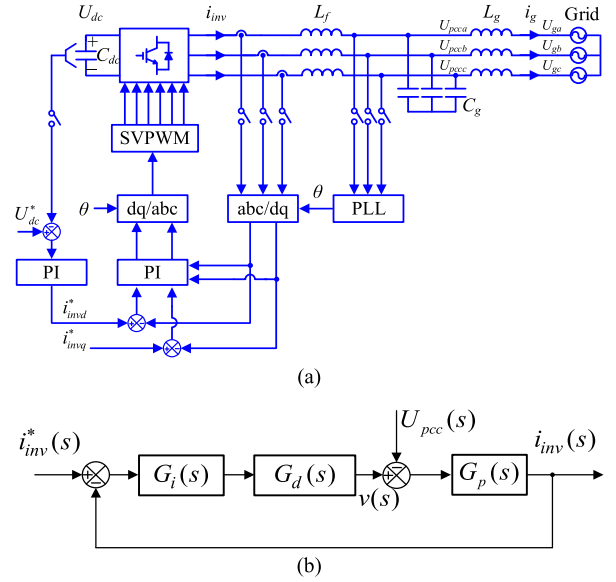 U_dc i_inv L_f L_g i_g Grid
+ C_dc − U_pcca U_ga
U_pccb U_gb
U_pccc U_gc
C_g
SVPWM
θ dq/abc abc/dq θ PLL
U*_dc
PI PI
i*_invd
i*_invq
(a)
i*_inv(s) U_pcc(s) i_inv(s)
G_i(s) G_d(s) v(s) G_p(s)
(b)